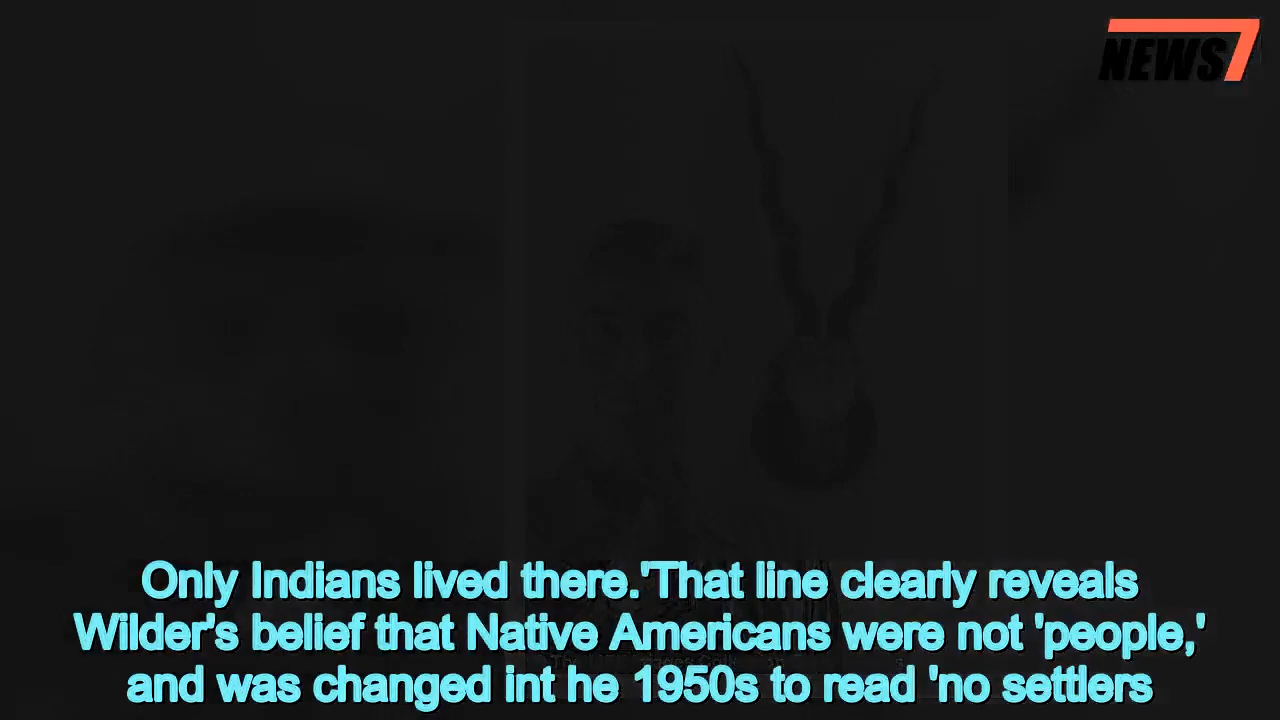 NEWS7
Only Indians lived there.'That line clearly reveals
Wilder's belief that Native Americans were not 'people,'
and was changed int he 1950s to read 'no settlers